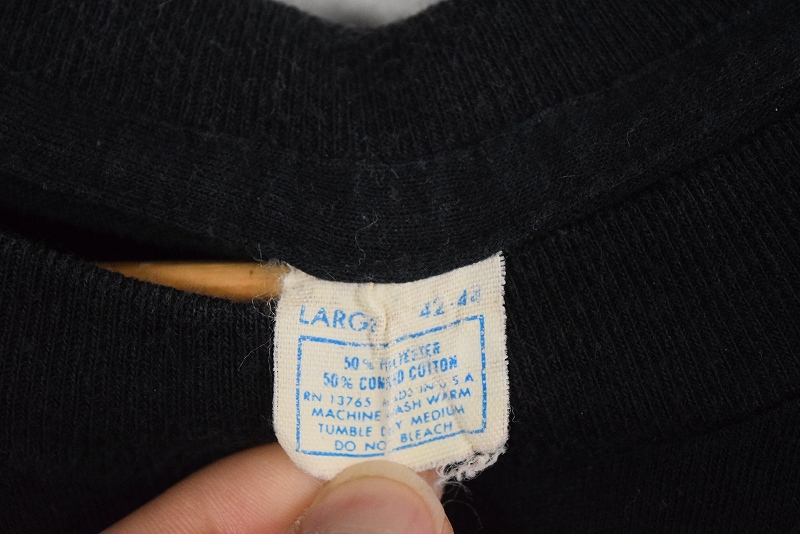 LARGE 42-44
50% POLYESTER
50% COMBED COTTON
RN 13765 MADE IN U S A
MACHINE WASH WARM
TUMBLE DRY MEDIUM
DO NOT BLEACH